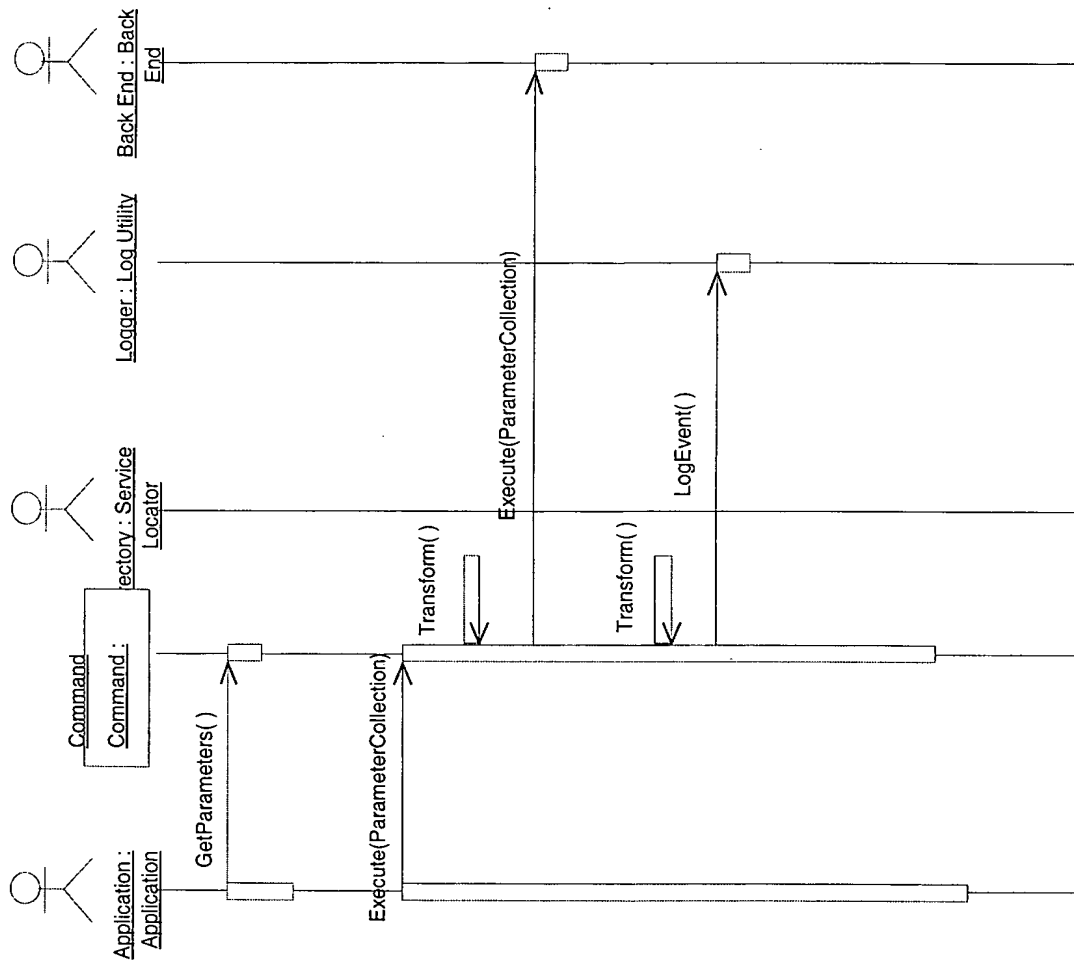 Application :
Application
Command
Command :
rectory : Service
Locator
Logger : Log Utility
Back End : Back
End
GetParameters( )
Execute(ParameterCollection)
Transform( )
Execute(ParameterCollection)
Transform( )
LogEvent( )